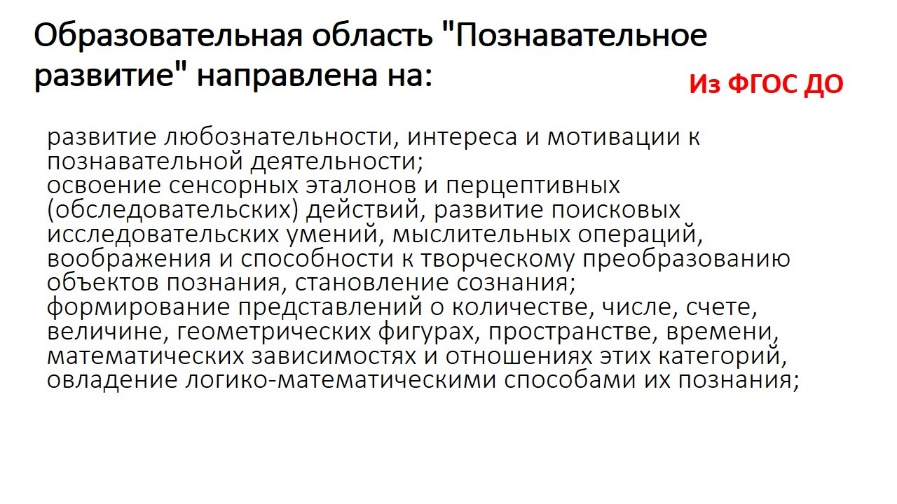 Образовательная область "Познавательное
развитие" направлена на:
Из ФГОС ДО
развитие любознательности, интереса и мотивации к
познавательной деятельности;
освоение сенсорных эталонов и перцептивных
(обследовательских) действий, развитие поисковых
исследовательских умений, мыслительных операций,
воображения и способности к творческому преобразованию
объектов познания, становление сознания;
формирование представлений о количестве, числе, счете,
величине, геометрических фигурах, пространстве, времени,
математических зависимостях и отношениях этих категорий,
овладение логико-математическими способами их познания;